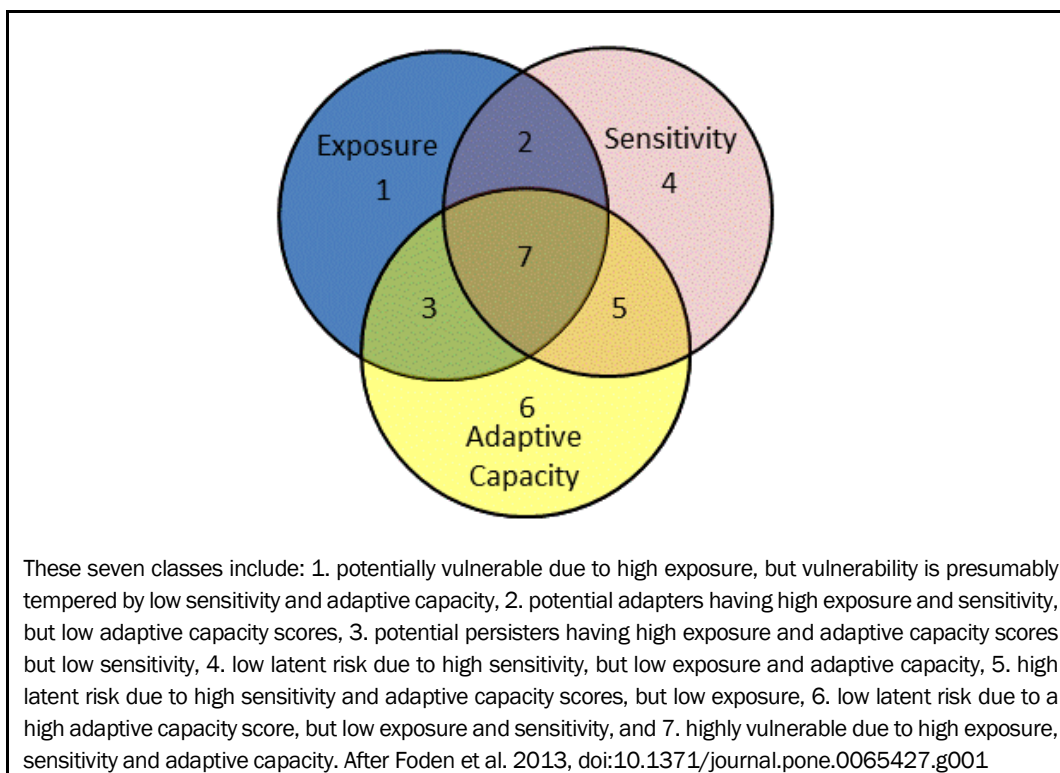 Exposure
1
2
Sensitivity
4
7
3
5
6
Adaptive
Capacity
These seven classes include: 1. potentially vulnerable due to high exposure, but vulnerability is presumably
tempered by low sensitivity and adaptive capacity, 2. potential adapters having high exposure and sensitivity,
but low adaptive capacity scores, 3. potential persisters having high exposure and adaptive capacity scores
but low sensitivity, 4. low latent risk due to high sensitivity, but low exposure and adaptive capacity, 5. high
latent risk due to high sensitivity and adaptive capacity scores, but low exposure, 6. low latent risk due to a
high adaptive capacity score, but low exposure and sensitivity, and 7. highly vulnerable due to high exposure,
sensitivity and adaptive capacity. After Foden et al. 2013, doi:10.1371/journal.pone.0065427.g001